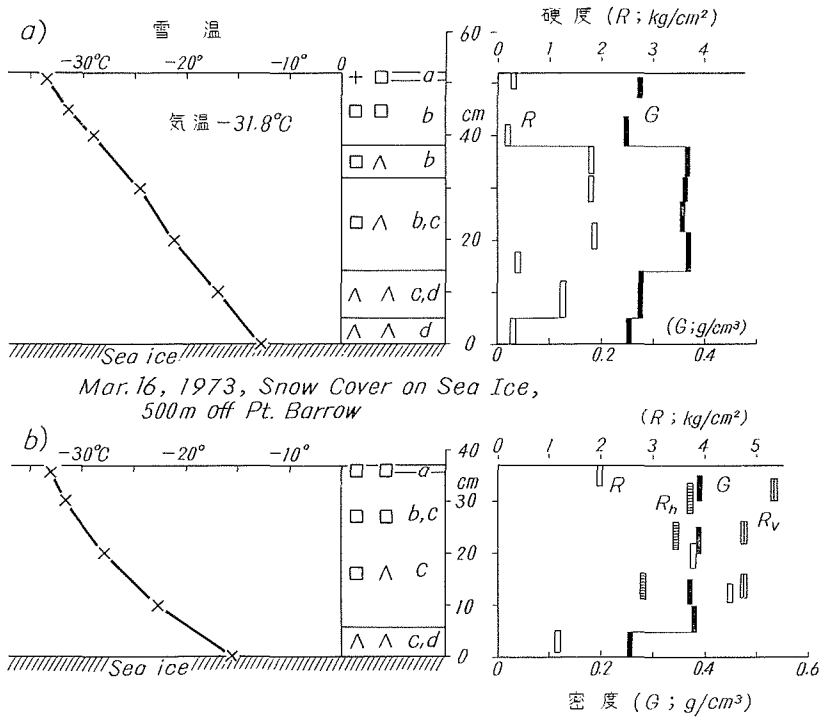 a)
雪 温
硬 度 (R ; kg/cm²)
-30°C -20° -10° 0
60
0 1 2 3 4
気温 -31.8°C
+ □ a
□ □ b
□ ∧ b
□ ∧ b,c
∧ ∧ c,d
∧ ∧ d
cm
40
20
0
R
G
(G ; g/cm³)
0 0.2 0.4
Sea ice
Mar. 16, 1973, Snow Cover on Sea Ice,
500m off Pt. Barrow
b)
(R ; kg/cm²)
-30°C -20° -10° 0
40
0 1 2 3 4 5
□ □ a
□ □ b,c
□ ∧ c
∧ ∧ c,d
cm
30
20
10
0
R
Rh
G
Rv
Sea ice
0 0.2 0.4 0.6
密 度 (G ; g/cm³)